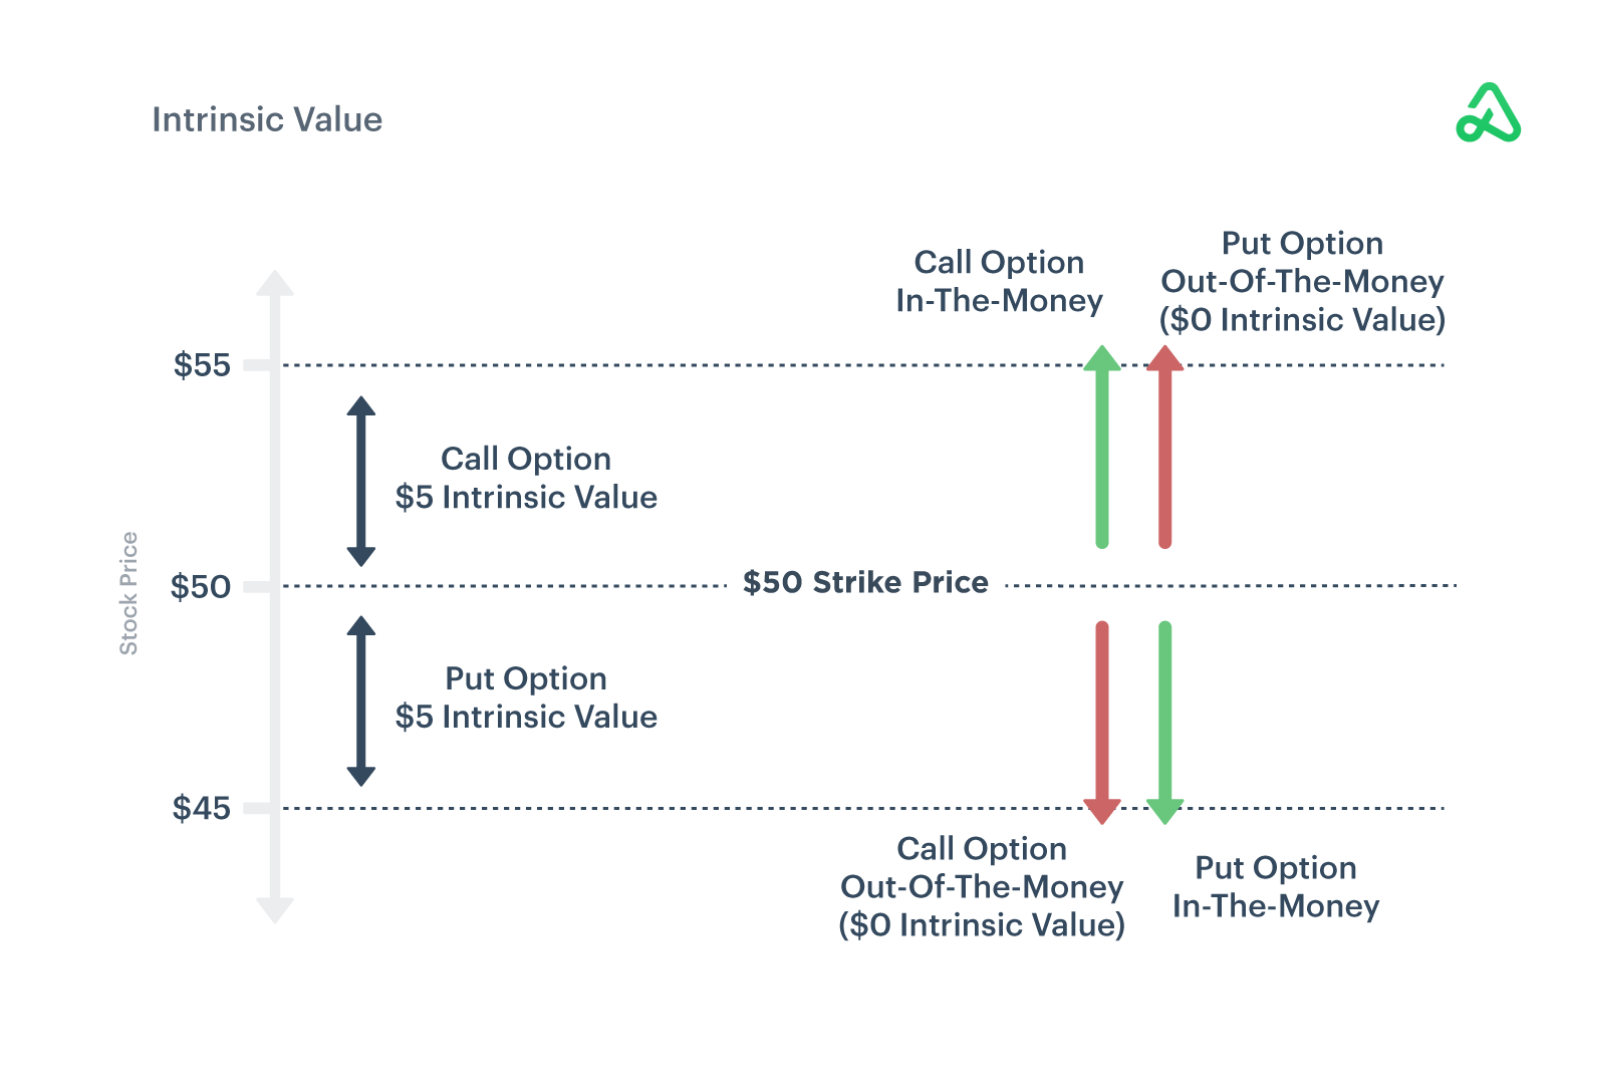 Intrinsic Value
Call Option
In-The-Money
Put Option
Out-Of-The-Money
($0 Intrinsic Value)
$55
Call Option
$5 Intrinsic Value
Stock Price
$50
$50 Strike Price
Put Option
$5 Intrinsic Value
$45
Call Option
Out-Of-The-Money
($0 Intrinsic Value)
Put Option
In-The-Money